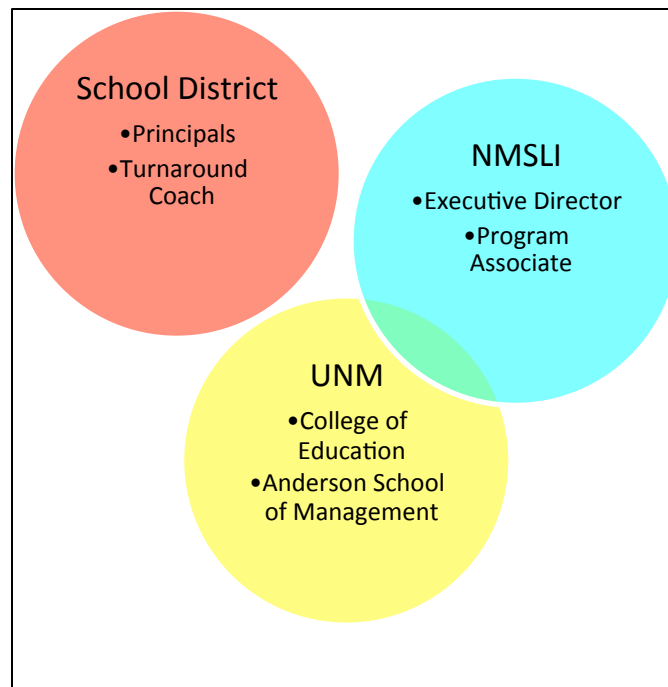 School District
•Principals
•Turnaround
Coach
NMSLI
•Executive Director
•Program
Associate
UNM
•College of
Education
•Anderson School
of Management